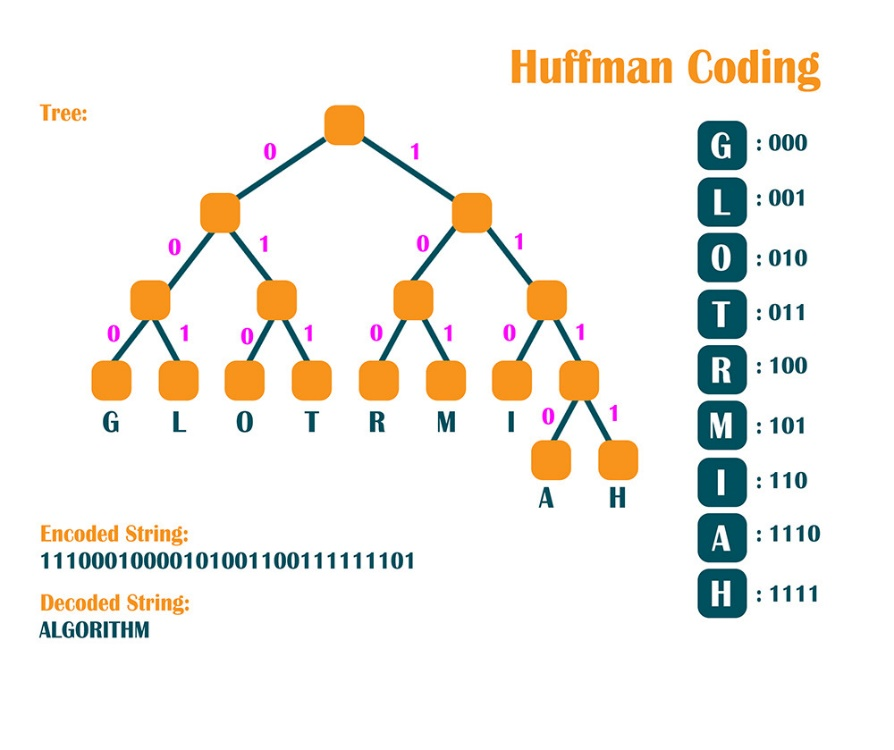 Huffman Coding
Tree:
0 1
0 1 0 1
0 1 0 1 0 1 0 1
G L O T R M I
0 1
A H
G : 000
L : 001
O : 010
T : 011
R : 100
M : 101
I : 110
A : 1110
H : 1111
Encoded String:
11100010000101001100111111101
Decoded String:
ALGORITHM